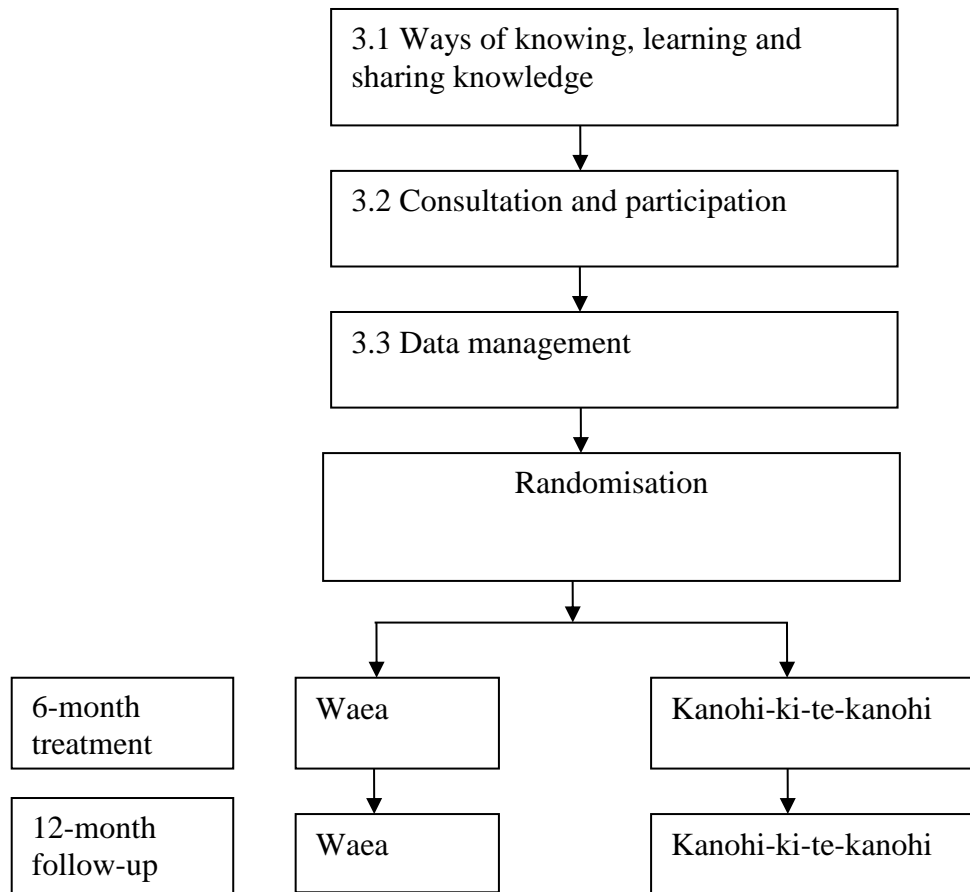 3.1 Ways of knowing, learning and
sharing knowledge
3.2 Consultation and participation
3.3 Data management
Randomisation
6-month
treatment
Waea
Kanohi-ki-te-kanohi
12-month
follow-up
Waea
Kanohi-ki-te-kanohi